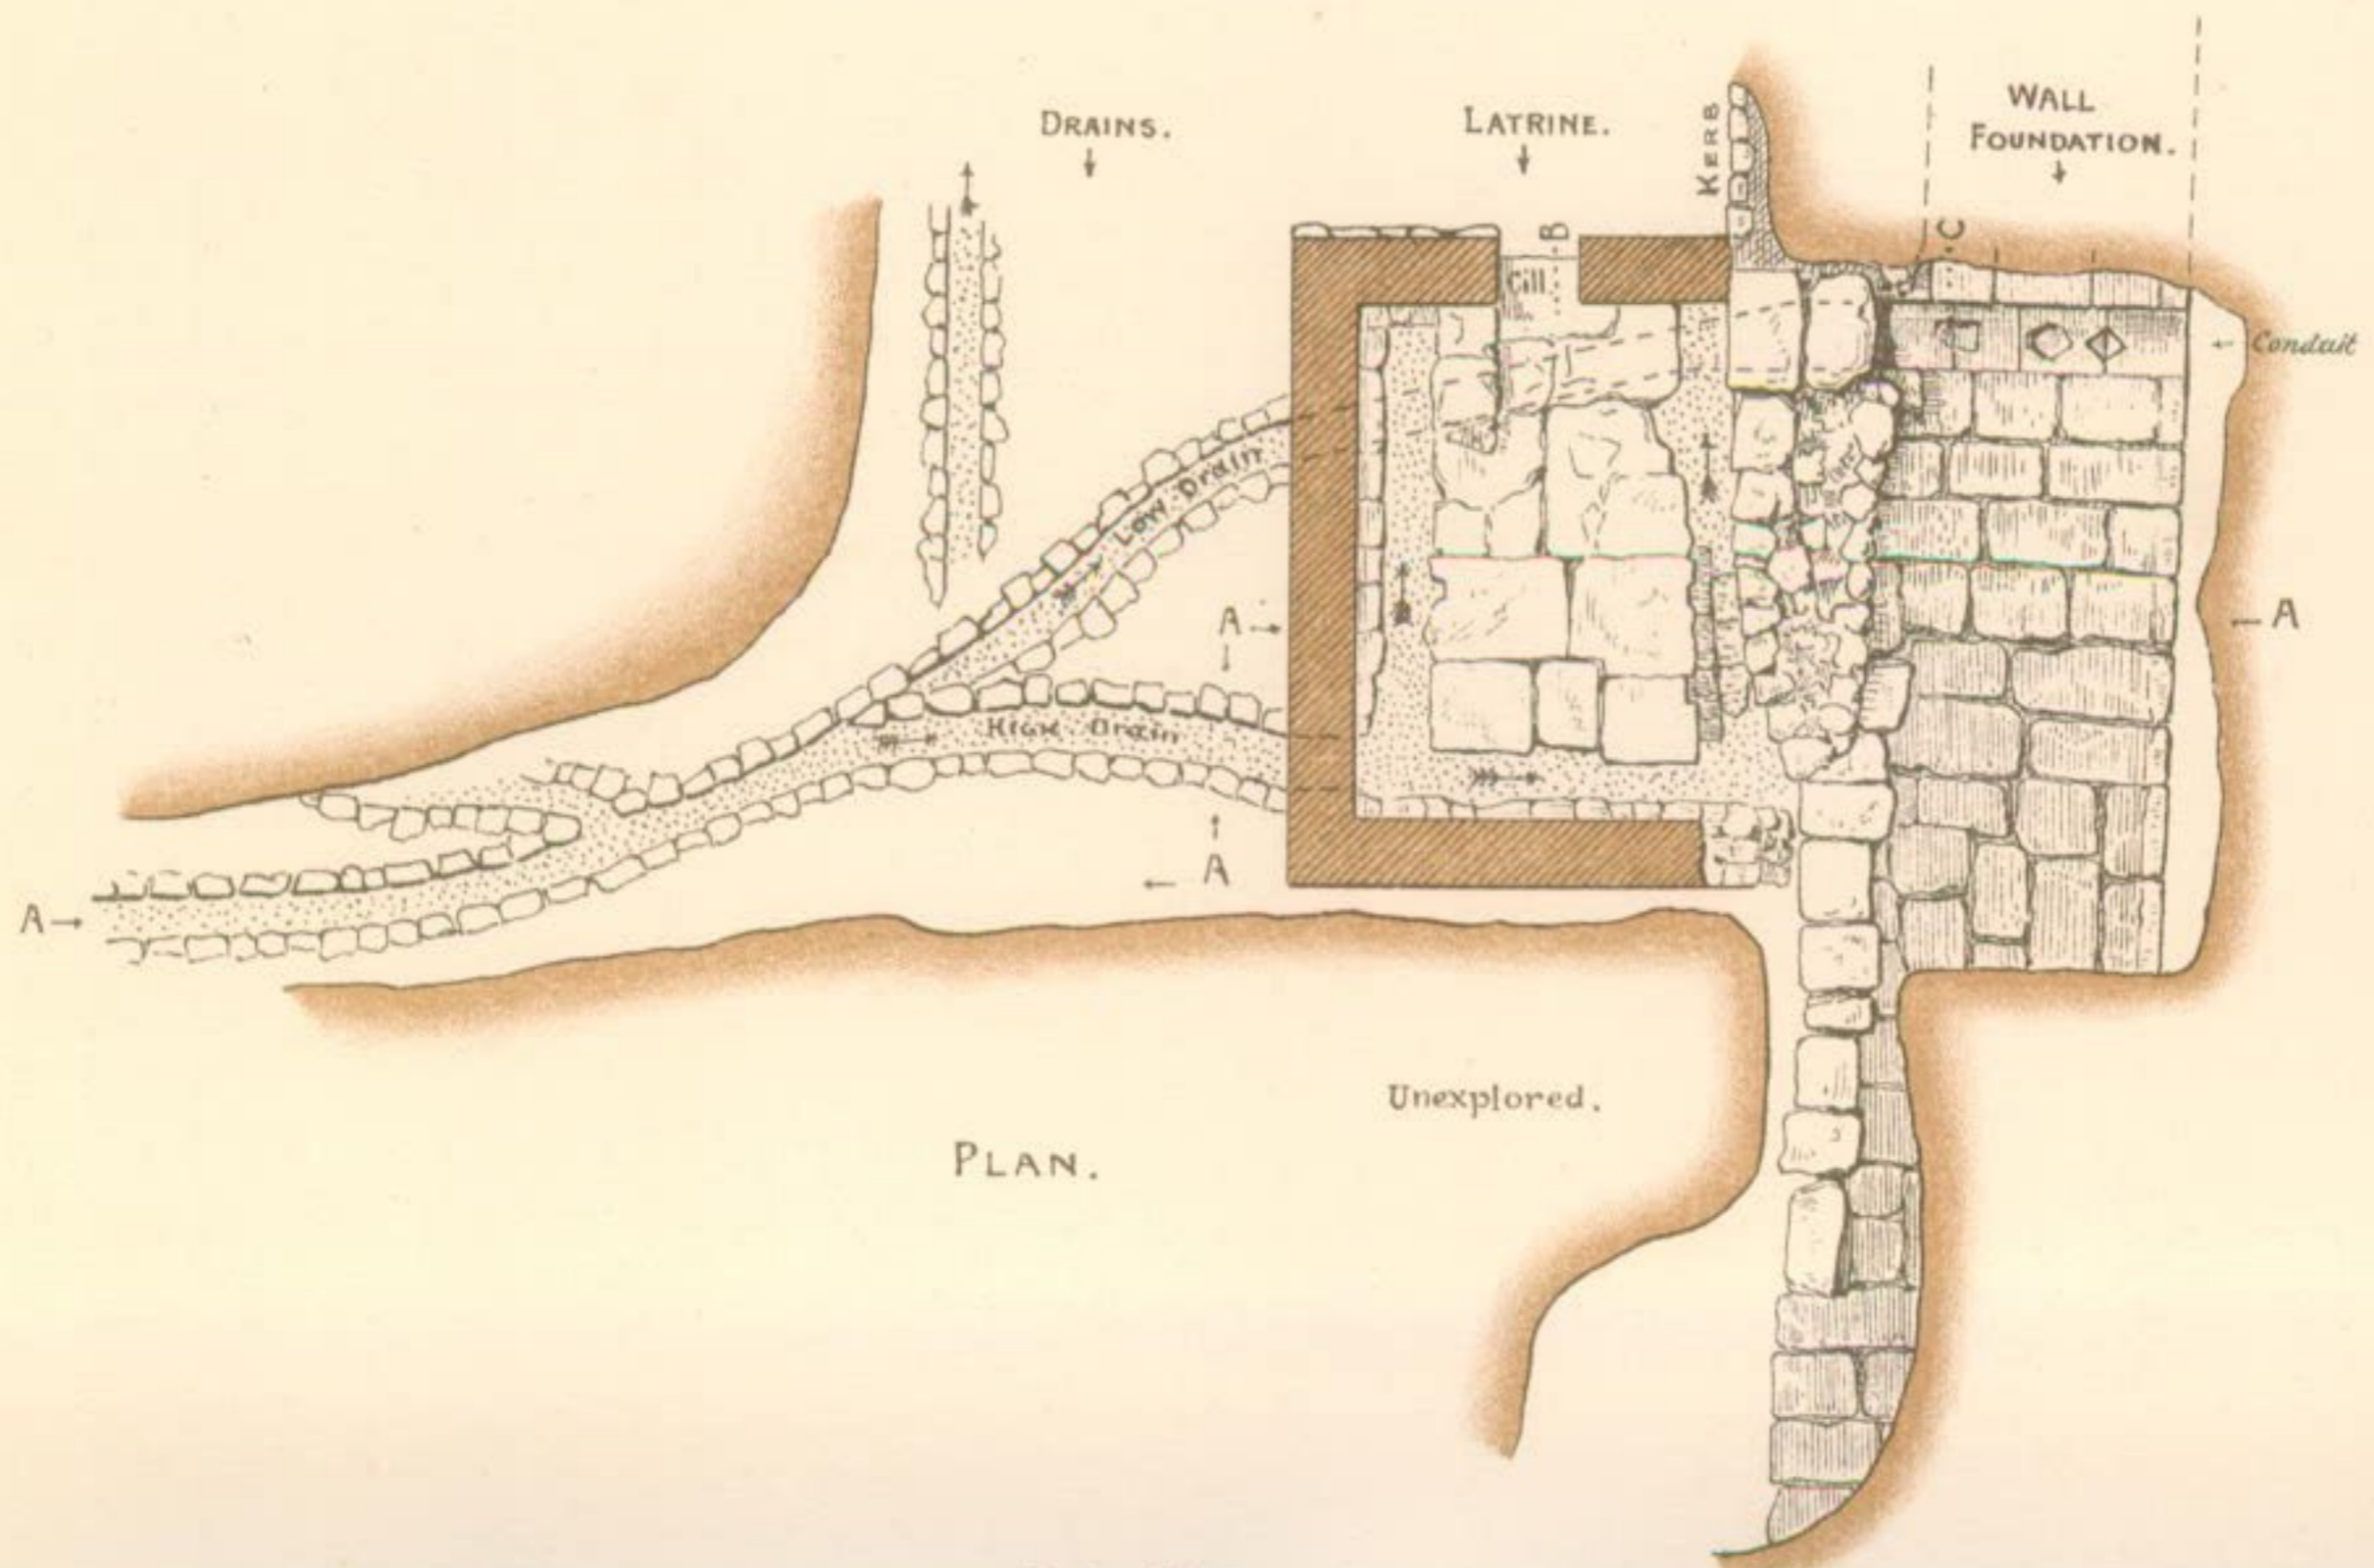 DRAINS.
LATRINE.
KERB
WALL
FOUNDATION.
B
C
Cill
Conduit
Low Drain
A
A
High Drain
A
A
Unexplored.
PLAN.